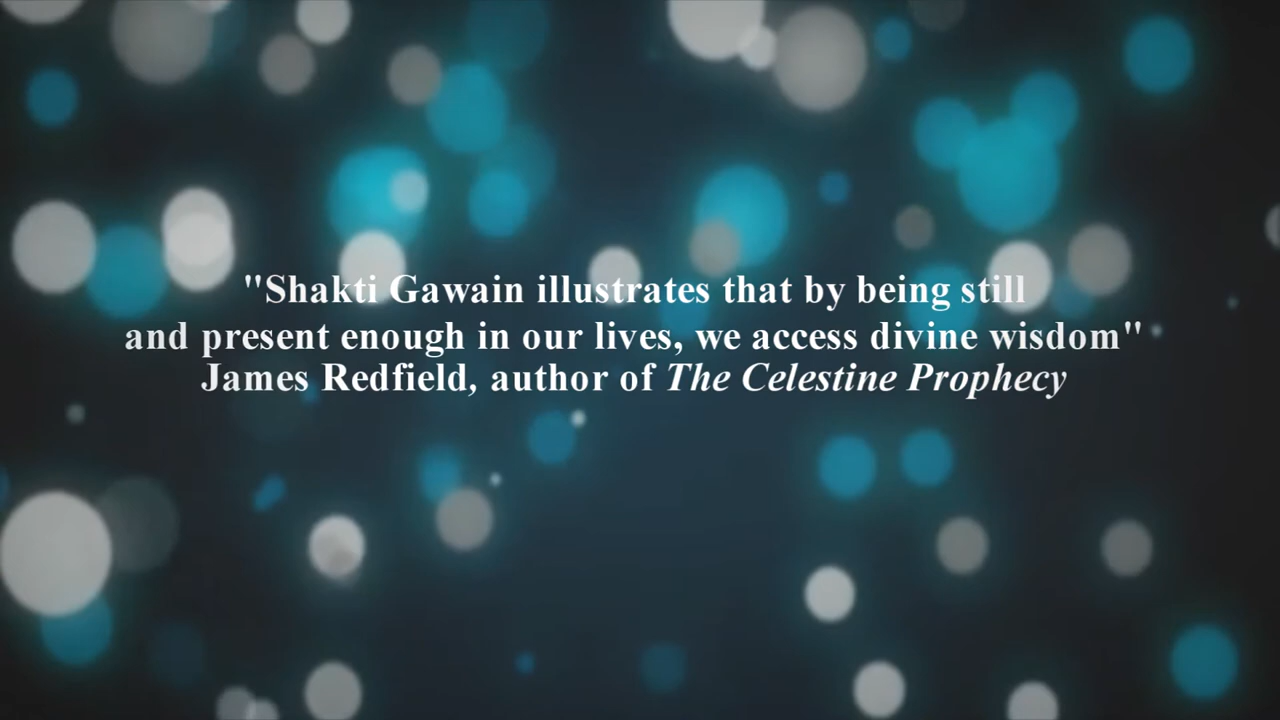 "Shakti Gawain illustrates that by being still
and present enough in our lives, we access divine wisdom"
James Redfield, author of The Celestine Prophecy